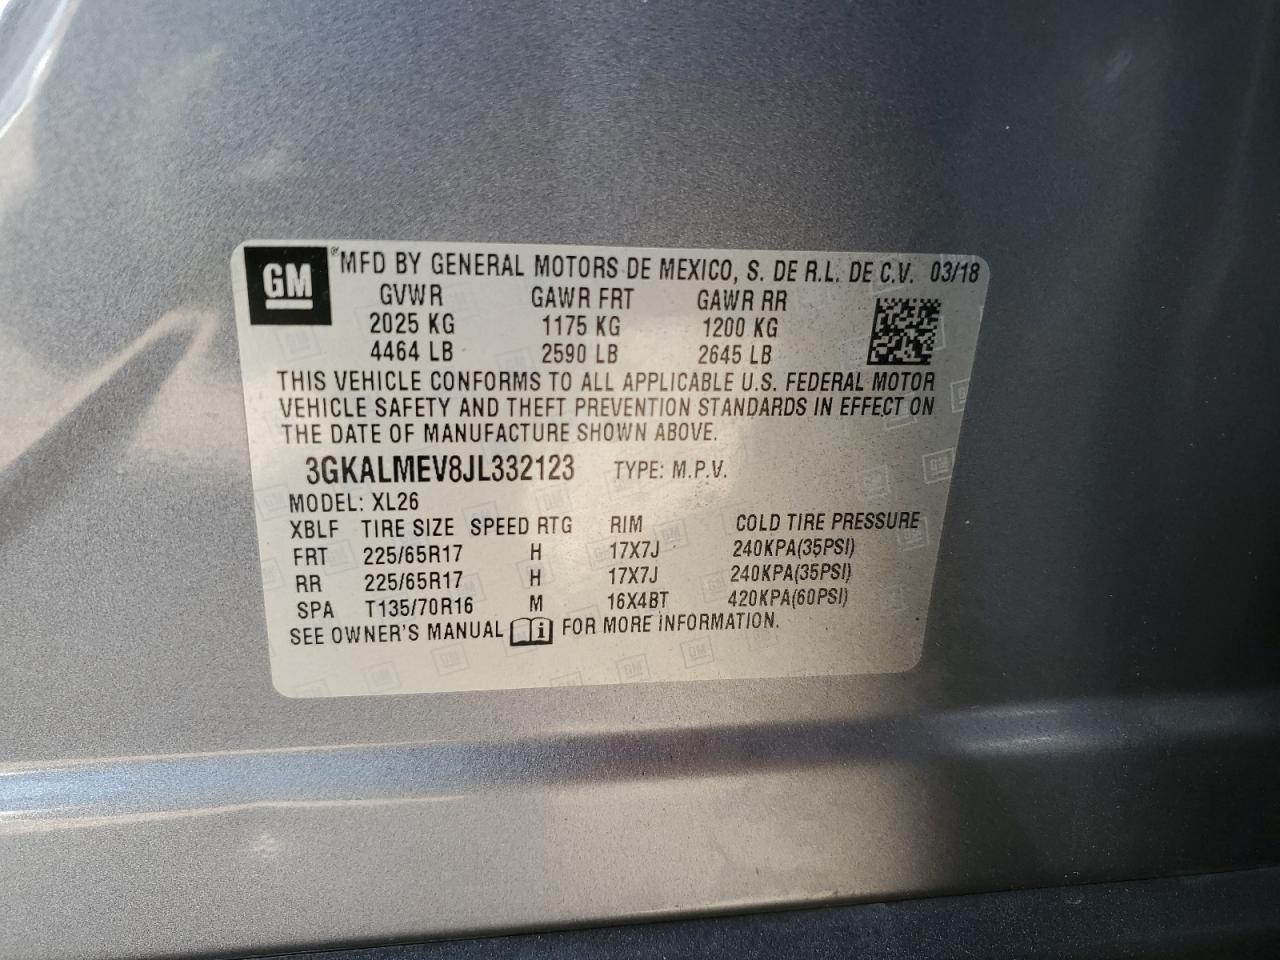 GM ® MFD BY GENERAL MOTORS DE MEXICO, S. DE R.L. DE C.V. 03/18
GVWR GAWR FRT GAWR RR
2025 KG 1175 KG 1200 KG
4464 LB 2590 LB 2645 LB
THIS VEHICLE CONFORMS TO ALL APPLICABLE U.S. FEDERAL MOTOR
VEHICLE SAFETY AND THEFT PREVENTION STANDARDS IN EFFECT ON
THE DATE OF MANUFACTURE SHOWN ABOVE.
3GKALMEV8JL332123 TYPE: M.P.V.
MODEL: XL26
XBLF TIRE SIZE SPEED RTG RIM COLD TIRE PRESSURE
FRT 225/65R17 H 17X7J 240KPA(35PSI)
RR 225/65R17 H 17X7J 240KPA(35PSI)
SPA T135/70R16 M 16X4BT 420KPA(60PSI)
SEE OWNER'S MANUAL i FOR MORE INFORMATION.